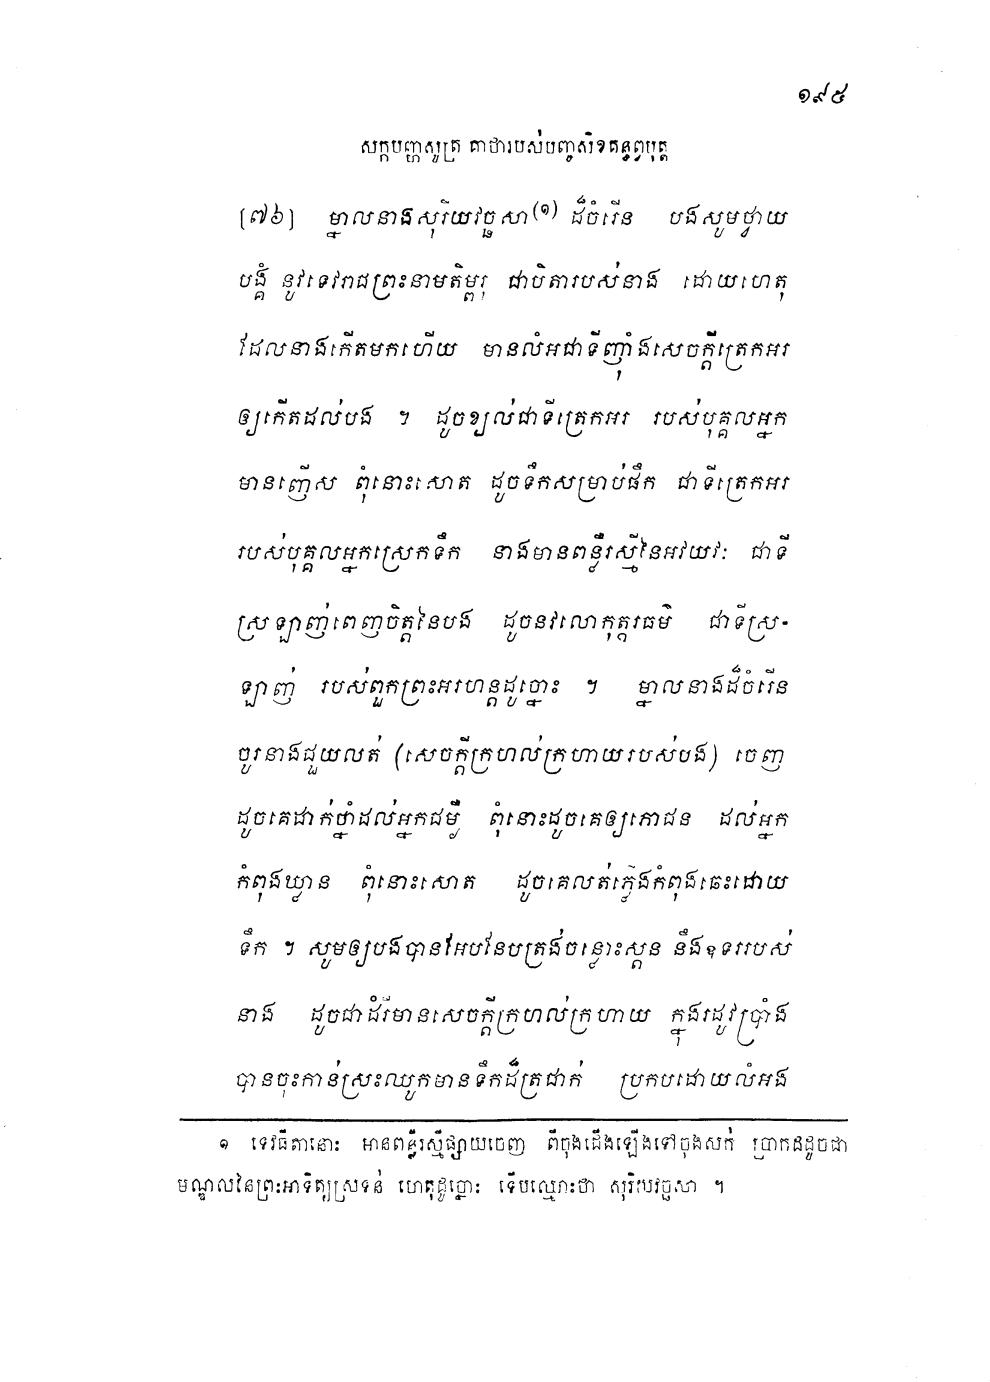 ១៩៥
សក្កបញ្ហសូត្រ គាថារបស់បញ្ចសិខគន្ធព្វបុត្ត
[៧៦] ម្នាលនាងសុរិយវច្ឆសា(១) ដ៏ចំរើន បងសូមថ្វាយ
បង្គំ នូវទេវរាជព្រះនាមតិម្ពរុ ជាបិតារបស់នាង ដោយហេតុ
ដែលនាងកើតមកហើយ មានលំអជាទីញុំាងសេចក្តីត្រេកអរ
ឲ្យកើតដល់បង ។ ដូចខ្យល់ជាទីត្រេកអរ របស់បុគ្គលអ្នក
មានញើស ពុំនោះសោត ដូចទឹកសម្រាប់ផឹក ជាទីត្រេកអរ
របស់បុគ្គលអ្នកស្រេកទឹក នាងមានពន្លឺរស្មីនៃអវយវៈ ជាទី
ស្រឡាញ់ពេញចិត្តនៃបង ដូចនវលោកុត្តរធម៌ ជាទីស្រ-
ឡាញ់ របស់ពួកព្រះអរហន្តដូច្នោះ ។ ម្នាលនាងដ៏ចំរើន
ចូរនាងជួយលត់ (សេចក្តីក្រហល់ក្រហាយរបស់បង) ចេញ
ដូចគេដាក់ថ្នាំដល់អ្នកជម្ងឺ ពុំនោះដូចគេឲ្យភោជន ដល់អ្នក
កំពុងឃ្លាន ពុំនោះសោត ដូចគេលត់ភ្លើងកំពុងឆេះដោយ
ទឹក ។ សូមឲ្យបងបានអែបនែបត្រង់ចន្លោះស្តន នឹងឧទររបស់
នាង ដូចជាដំរីមានសេចក្តីក្រហល់ក្រហាយ ក្នុងរដូវប្រាំង
បានចុះកាន់ស្រះឈូកមានទឹកដ៏ត្រជាក់ ប្រកបដោយលំអង
១ ទេវធីតានោះ មានពន្លឺរស្មីផ្សាយចេញ ពីចុងជើងឡើងទៅចុងសក់ ប្រាកដដូចជា
មណ្ឌលនៃព្រះអាទិត្យស្រទន់ ហេតុដូច្នោះ ទើបឈ្មោះថា សុរិយវច្ឆសា ។